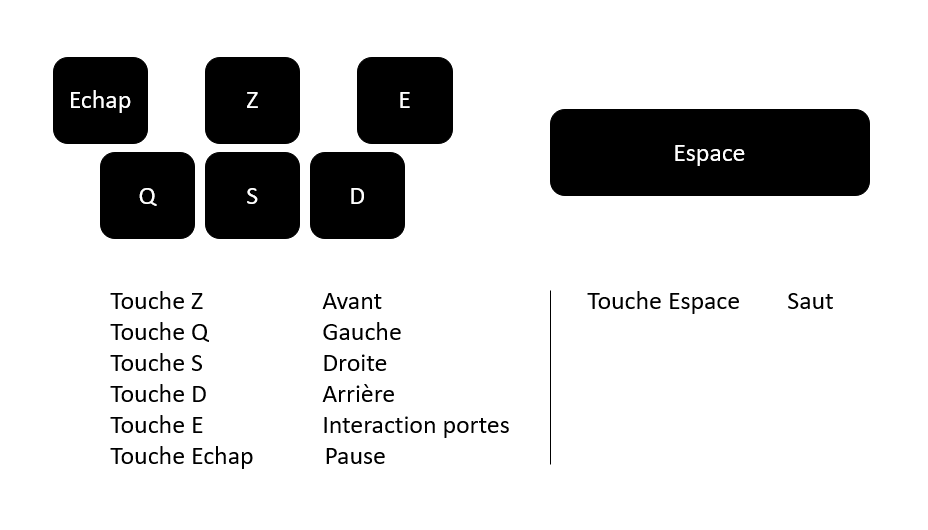 Echap Z E
Espace
Q S D
Touche Z Avant
Touche Q Gauche
Touche S Droite
Touche D Arrière
Touche E Interaction portes
Touche Echap Pause
Touche Espace Saut